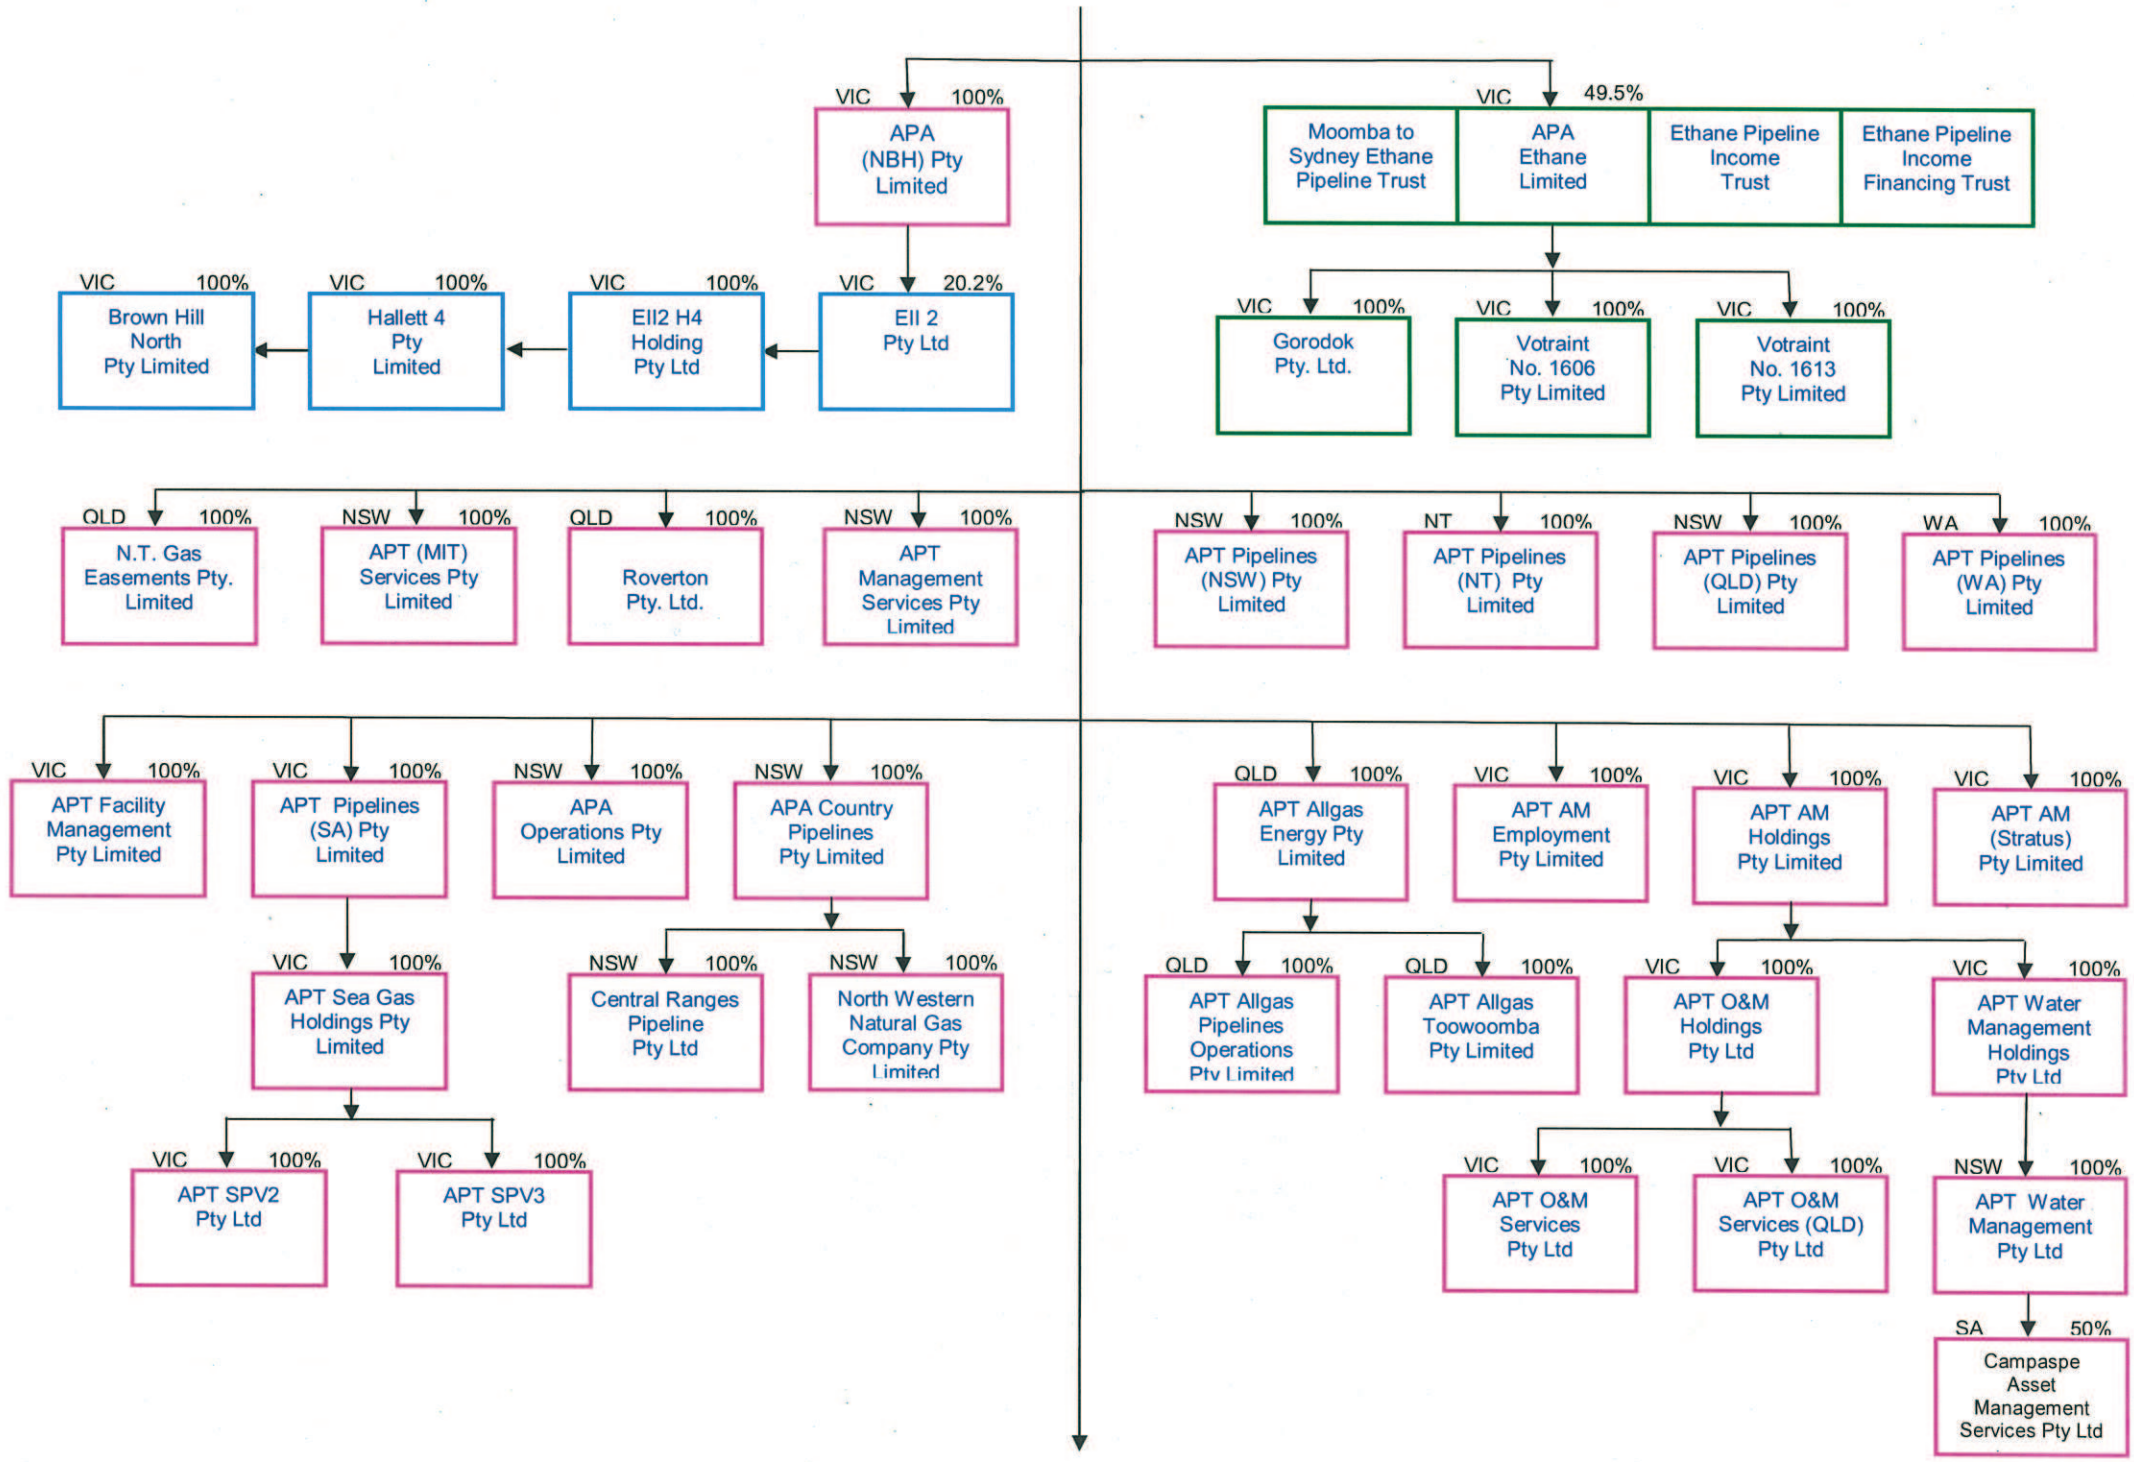 VIC 100%
APA
(NBH) Pty
Limited
VIC 49.5%
Moomba to
Sydney Ethane
Pipeline Trust
APA
Ethane
Limited
Ethane Pipeline
Income
Trust
Ethane Pipeline
Income
Financing Trust
VIC 100%
Brown Hill
North
Pty Limited
VIC 100%
Hallett 4
Pty
Limited
VIC 100%
EII2 H4
Holding
Pty Ltd
VIC 20.2%
EII 2
Pty Ltd
VIC 100%
Gorodok
Pty. Ltd.
VIC 100%
Votraint
No. 1606
Pty Limited
VIC 100%
Votraint
No. 1613
Pty Limited
QLD 100%
N.T. Gas
Easements Pty.
Limited
NSW 100%
APT (MIT)
Services Pty
Limited
QLD 100%
Roverton
Pty. Ltd.
NSW 100%
APT
Management
Services Pty
Limited
NSW 100%
APT Pipelines
(NSW) Pty
Limited
NT 100%
APT Pipelines
(NT) Pty
Limited
NSW 100%
APT Pipelines
(QLD) Pty
Limited
WA 100%
APT Pipelines
(WA) Pty
Limited
VIC 100%
APT Facility
Management
Pty Limited
VIC 100%
APT Pipelines
(SA) Pty
Limited
NSW 100%
APA
Operations Pty
Limited
NSW 100%
APA Country
Pipelines
Pty Limited
QLD 100%
APT Allgas
Energy Pty
Limited
VIC 100%
APT AM
Employment
Pty Limited
VIC 100%
APT AM
Holdings
Pty Limited
VIC 100%
APT AM
(Stratus)
Pty Limited
VIC 100%
APT Sea Gas
Holdings Pty
Limited
NSW 100%
Central Ranges
Pipeline
Pty Ltd
NSW 100%
North Western
Natural Gas
Company Pty
Limited
QLD 100%
APT Allgas
Pipelines
Operations
Pty Limited
QLD 100%
APT Allgas
Toowoomba
Pty Limited
VIC 100%
APT O&M
Holdings
Pty Ltd
VIC 100%
APT Water
Management
Holdings
Pty Ltd
VIC 100%
APT SPV2
Pty Ltd
VIC 100%
APT SPV3
Pty Ltd
VIC 100%
APT O&M
Services
Pty Ltd
VIC 100%
APT O&M
Services (QLD)
Pty Ltd
NSW 100%
APT Water
Management
Pty Ltd
SA 50%
Campaspe
Asset
Management
Services Pty Ltd